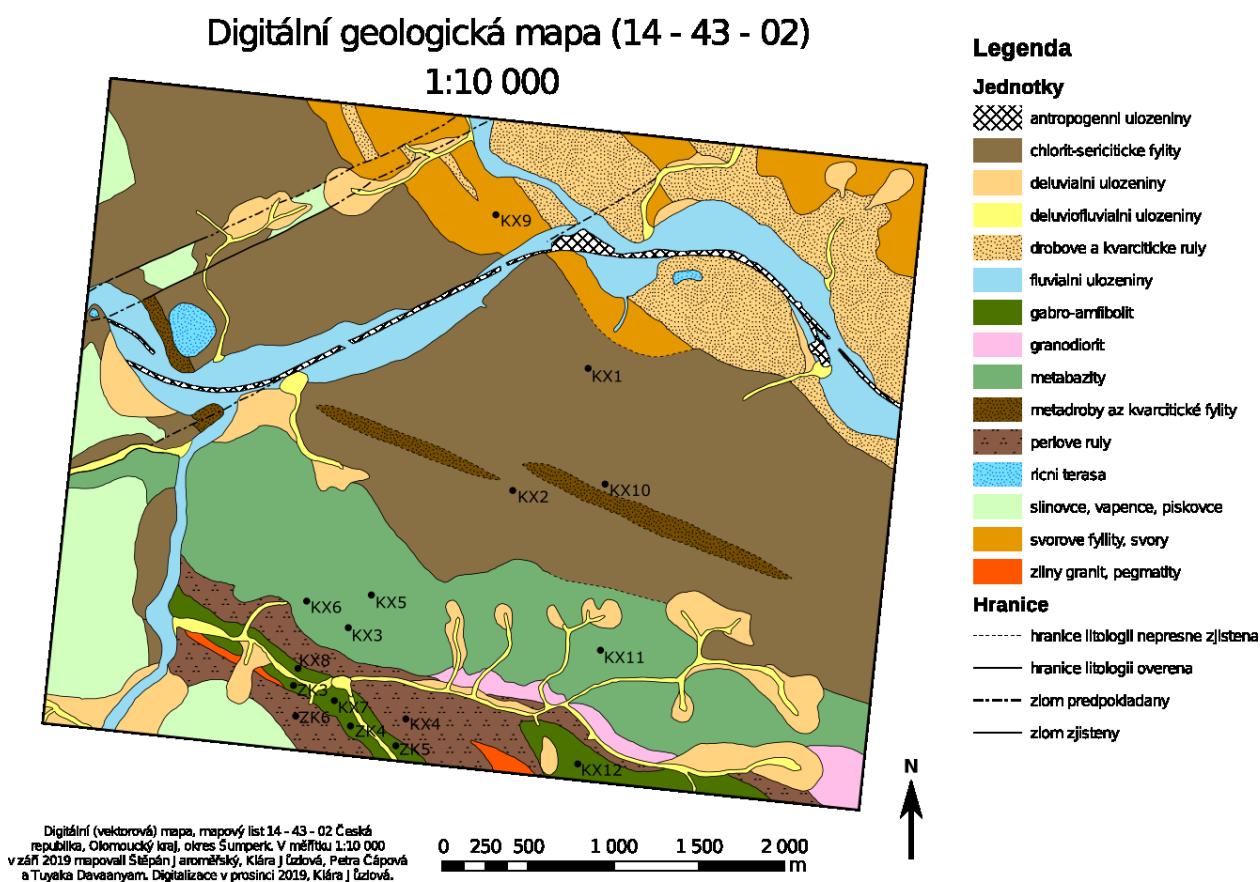 Digitální geologická mapa (14 - 43 - 02)
1:10 000
Legenda
Jednotky
antropogenni ulozeniny
chlorit-sericiticke fylity
deluvialni ulozeniny
deluviofluvialni ulozeniny
drobove a kvarciticke ruly
fluvialni ulozeniny
gabro-amfibolit
granodiorit
metabazity
metadroby az kvarcitické fylity
perlove ruly
ricni terasa
slinovce, vapence, piskovce
svorove fyllity, svory
zilny granit, pegmatity
Hranice
hranice litologii nepresne zjistena
hranice litologii overena
zlom predpokladany
zlom zjisteny
KX9
KX1
KX10
KX2
KX5
KX6
KX3
KX11
KX8
ZK3
KX7
ZK6
KX4
ZK4
ZK5
KX12
N
0 250 500 1 000 1 500 2 000
m
Digitální (vektorová) mapa, mapový list 14 - 43 - 02 Česká
republika, Olomoucký kraj, okres Šumperk. V měřítku 1:10 000
v září 2019 mapovali Štěpán Jaroměřský, Klára Jůzlová, Petra Čápová
a Tuyaka Davaanyam. Digitalizace v prosinci 2019, Klára Jůzlová.